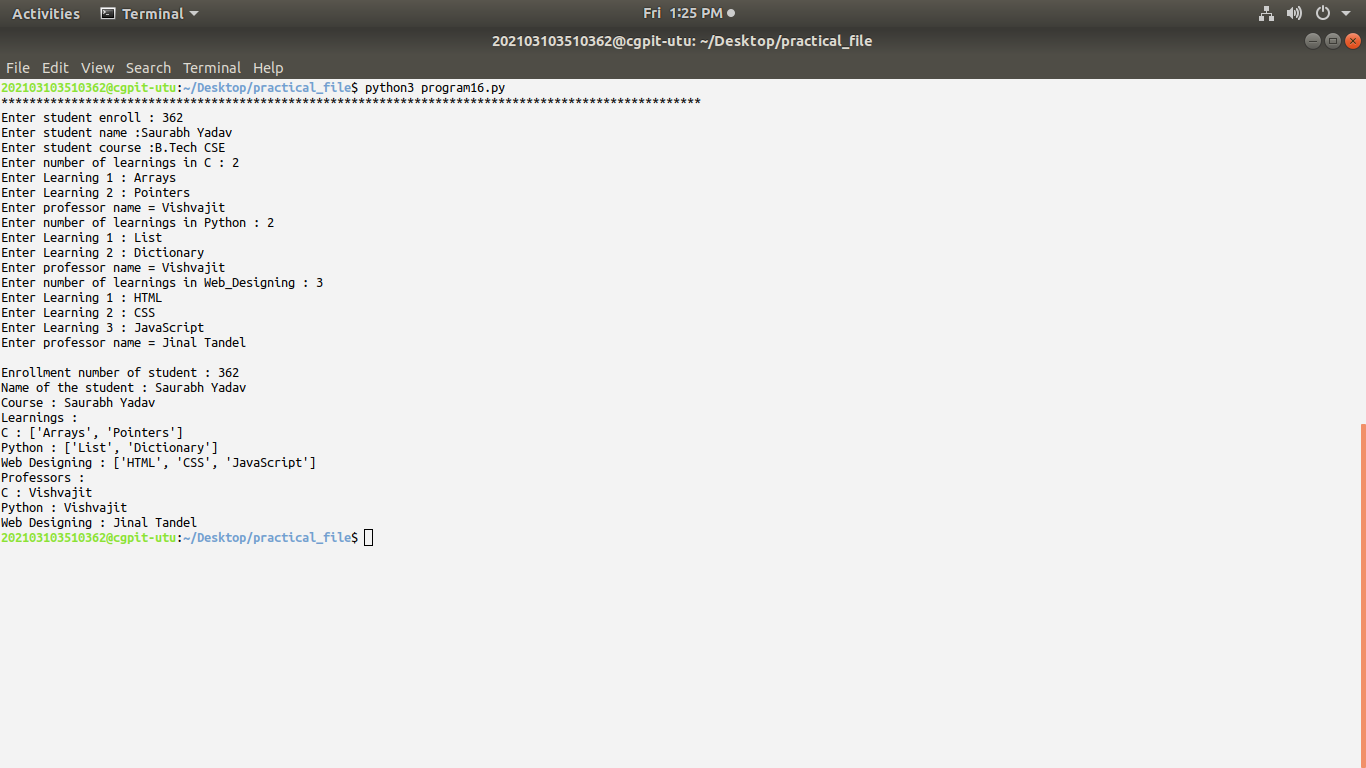 Activities Terminal Fri 1:25 PM
202103103510362@cgpit-utu: ~/Desktop/practical_file
File Edit View Search Terminal Help
202103103510362@cgpit-utu:~/Desktop/practical_file$ python3 program16.py
****************************************************************************************************
Enter student enroll : 362
Enter student name :Saurabh Yadav
Enter student course :B.Tech CSE
Enter number of learnings in C : 2
Enter Learning 1 : Arrays
Enter Learning 2 : Pointers
Enter professor name = Vishvajit
Enter number of learnings in Python : 2
Enter Learning 1 : List
Enter Learning 2 : Dictionary
Enter professor name = Vishvajit
Enter number of learnings in Web_Designing : 3
Enter Learning 1 : HTML
Enter Learning 2 : CSS
Enter Learning 3 : JavaScript
Enter professor name = Jinal Tandel

Enrollment number of student : 362
Name of the student : Saurabh Yadav
Course : Saurabh Yadav
Learnings :
C : ['Arrays', 'Pointers']
Python : ['List', 'Dictionary']
Web Designing : ['HTML', 'CSS', 'JavaScript']
Professors :
C : Vishvajit
Python : Vishvajit
Web Designing : Jinal Tandel
202103103510362@cgpit-utu:~/Desktop/practical_file$